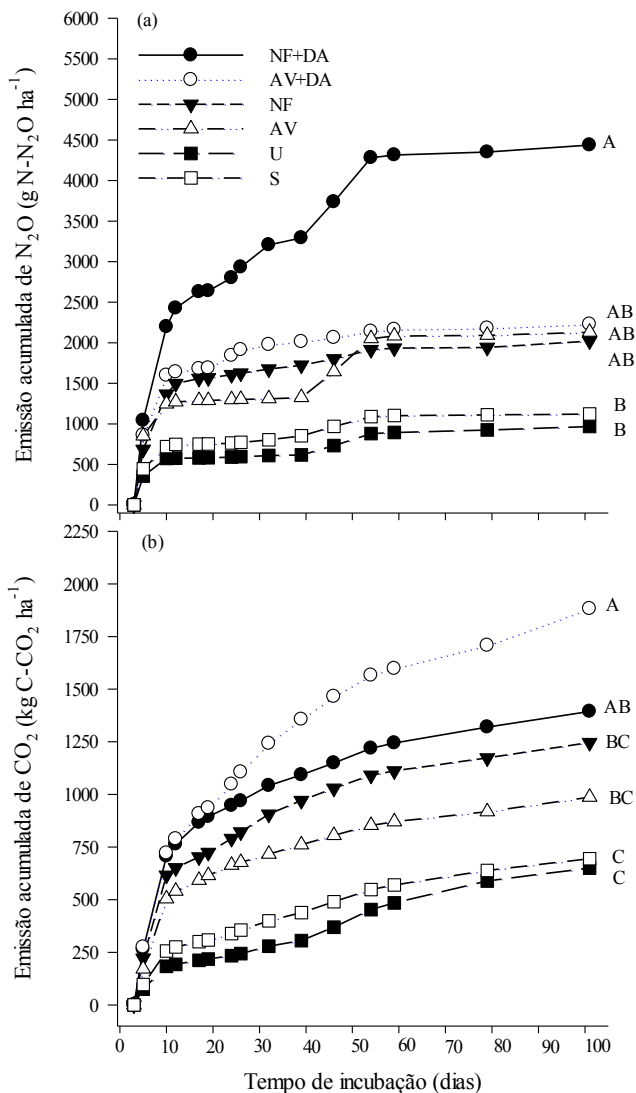 (a)
6000
5500
5000
4500
4000
3500
3000
2500
2000
1500
1000
500
0
Emissão acumulada de N₂O (g N-N₂O ha⁻¹)
NF+DA
AV+DA
NF
AV
U
S
A
AB
AB
AB
B
B
(b)
2250
2000
1750
1500
1250
1000
750
500
250
0
Emissão acumulada de CO₂ (kg C-CO₂ ha⁻¹)
A
AB
BC
BC
C
C
0 10 20 30 40 50 60 70 80 90 100
Tempo de incubação (dias)